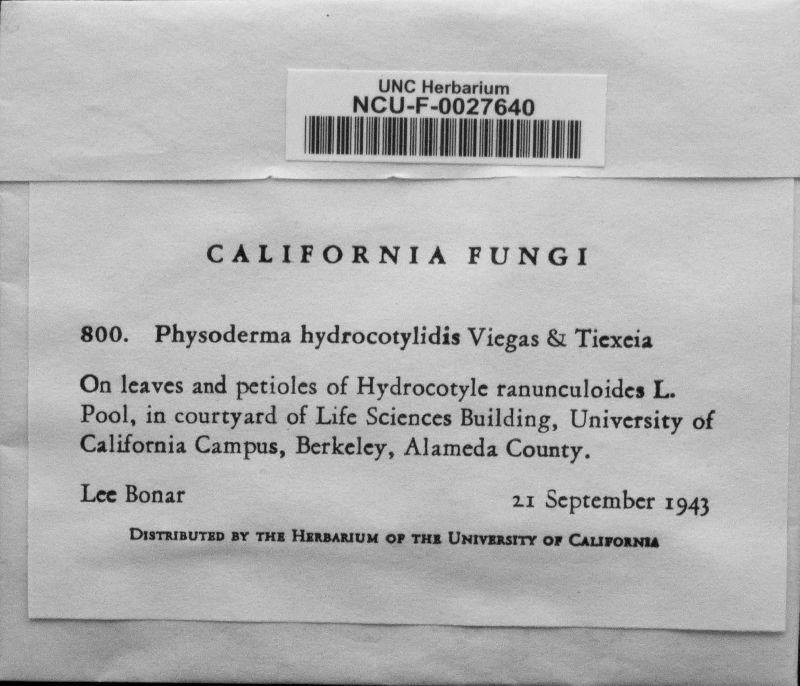 UNC Herbarium
NCU-F-0027640
CALIFORNIA FUNGI
800. Physoderma hydrocotylidis Viegas & Tiexeia
On leaves and petioles of Hydrocotyle ranunculoides L.
Pool, in courtyard of Life Sciences Building, University of
California Campus, Berkeley, Alameda County.
Lee Bonar 21 September 1943
DISTRIBUTED BY THE HERBARIUM OF THE UNIVERSITY OF CALIFORNIA